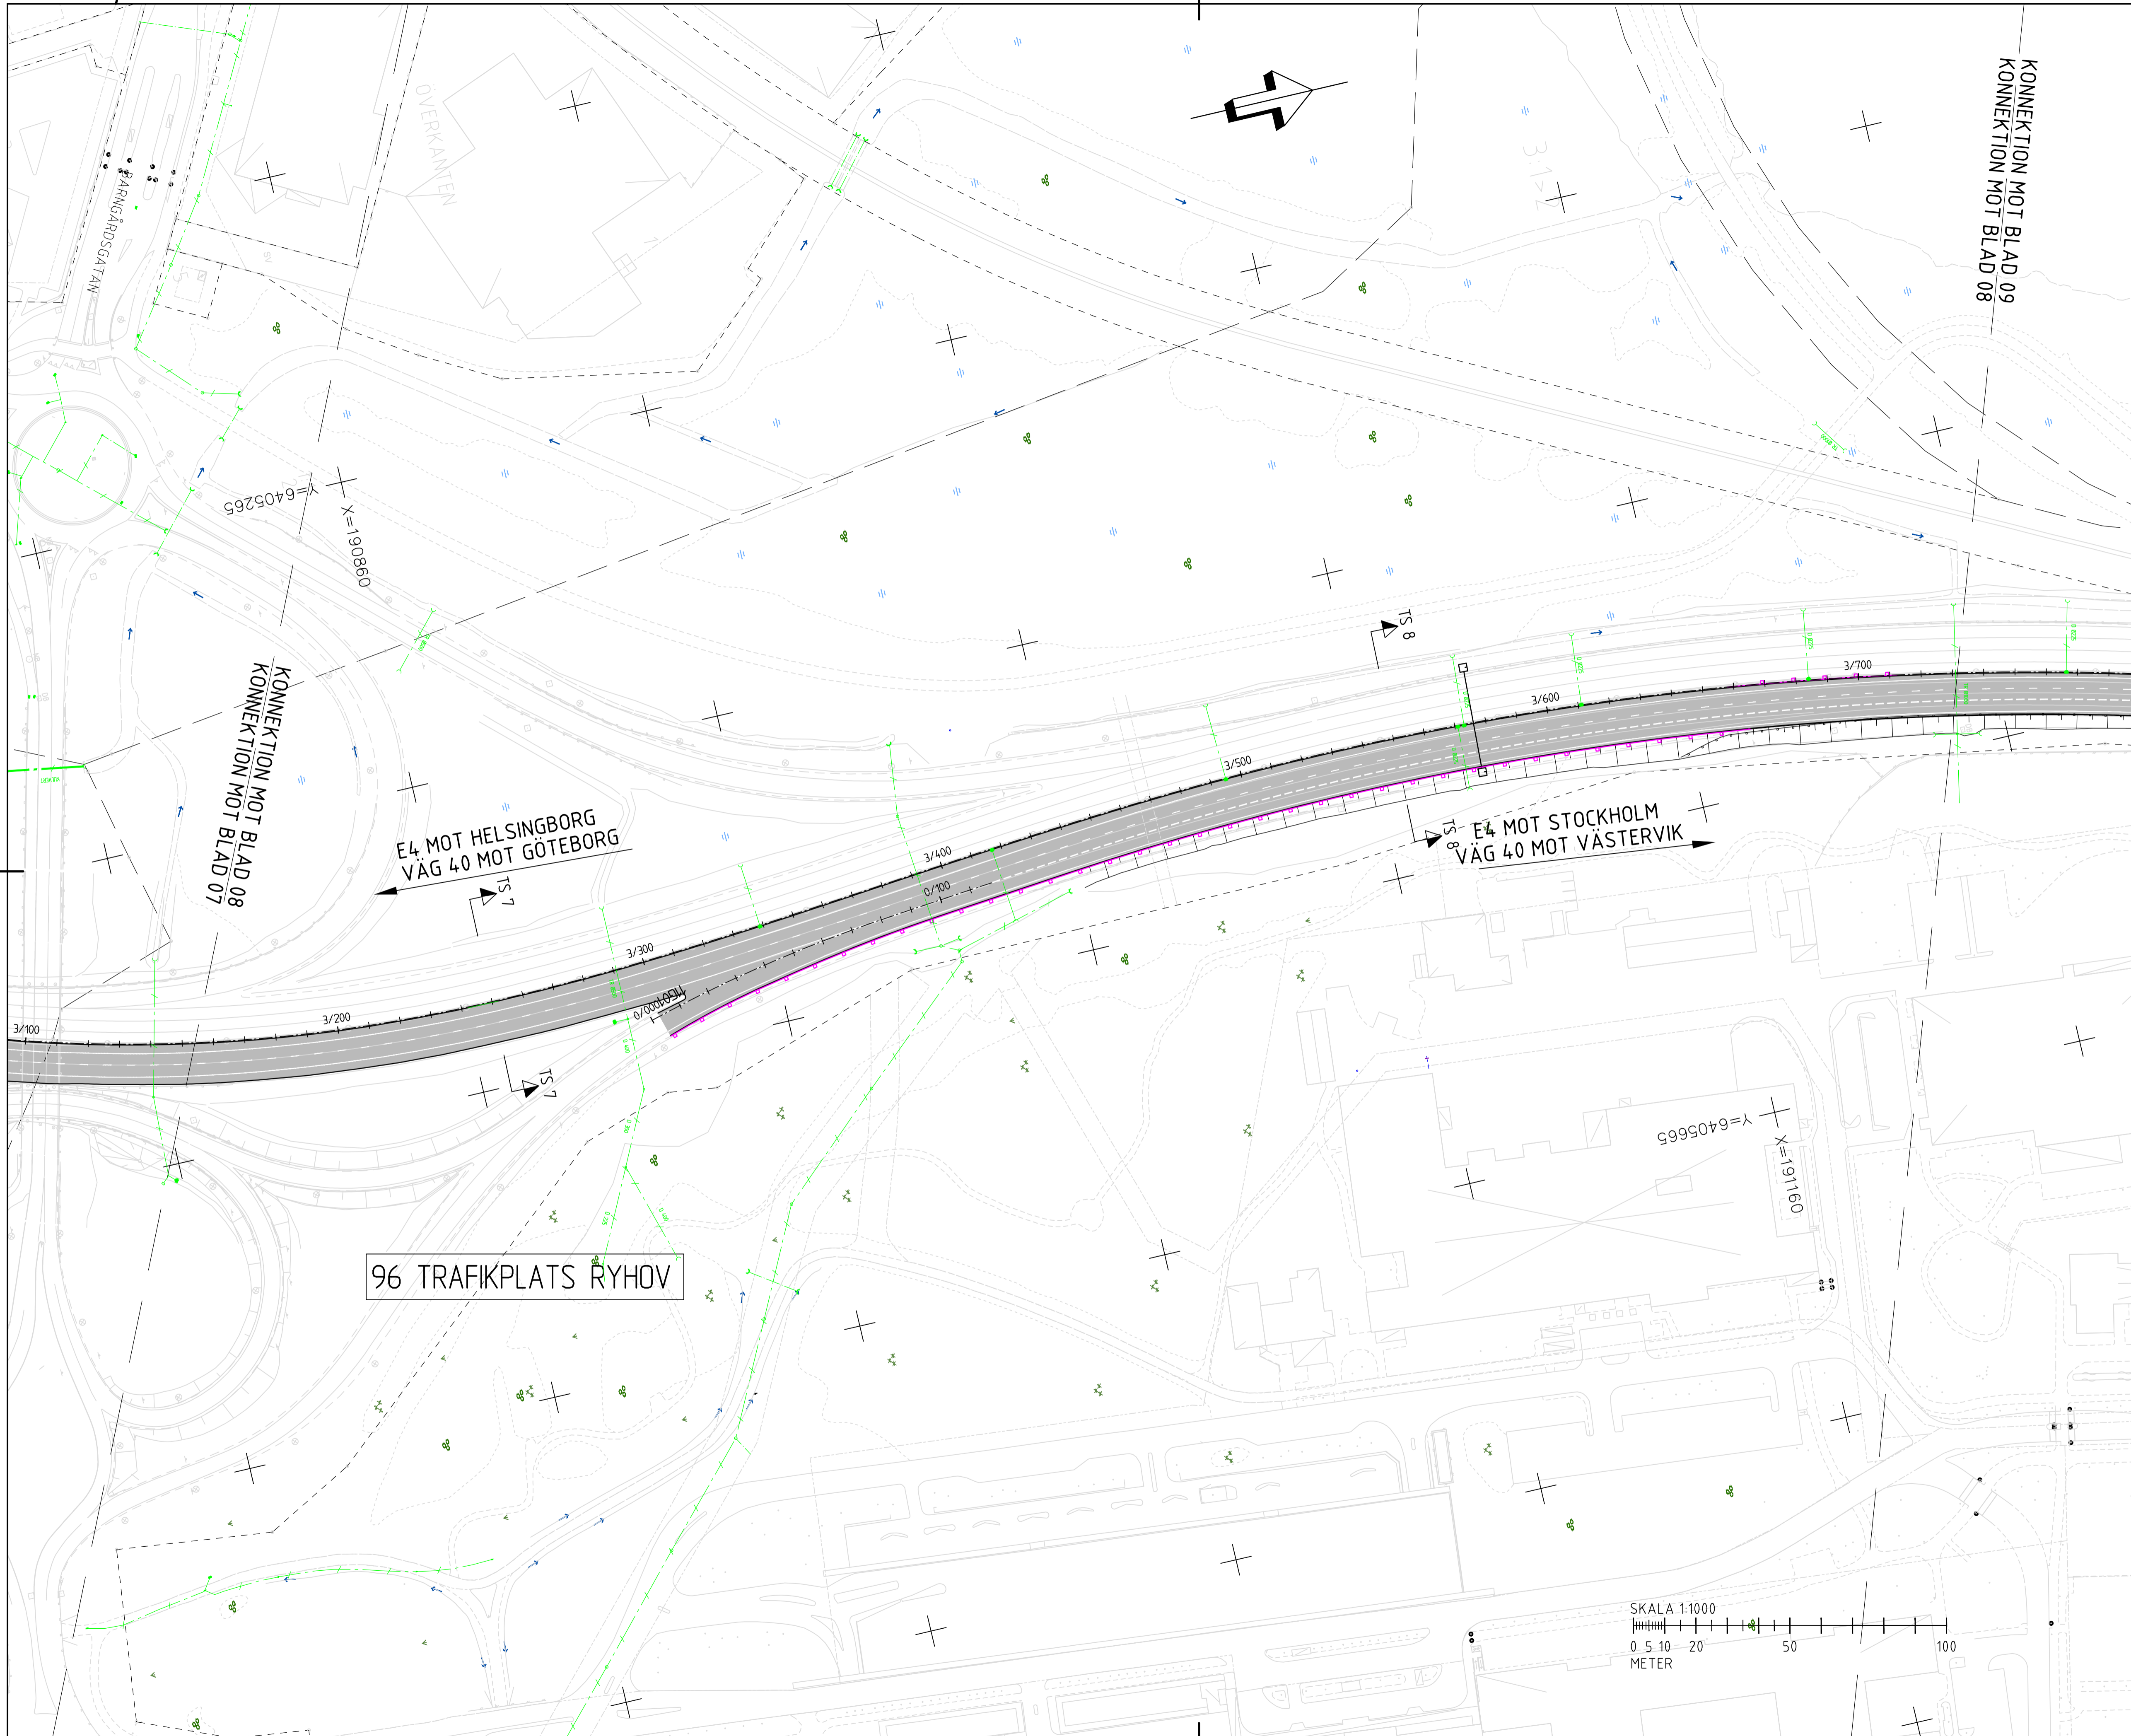 KONNEKTION MOT BLAD 09
KONNEKTION MOT BLAD 08
ÖVERKANTEN
BARNGÅRDSGATAN
Y=6405265
X=190860
KONNEKTION MOT BLAD 08
KONNEKTION MOT BLAD 07
E4 MOT HELSINGBORG
VÄG 40 MOT GÖTEBORG
TS 7
TS 8
3/100
3/200
3/300
3/400
3/500
3/600
3/700
0/000
0/100
KULVERT
E4 MOT STOCKHOLM
VÄG 40 MOT VÄSTERVIK
TS 8
TS 7
Y=6405665
X=191160
96 TRAFIKPLATS RYHOV
SKALA 1:1000
0 5 10 20 50 100
METER